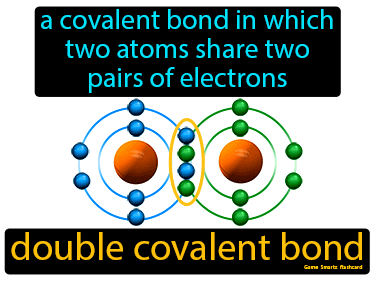 a covalent bond in which
two atoms share two
pairs of electrons
double covalent bond
Game Smartz flashcard